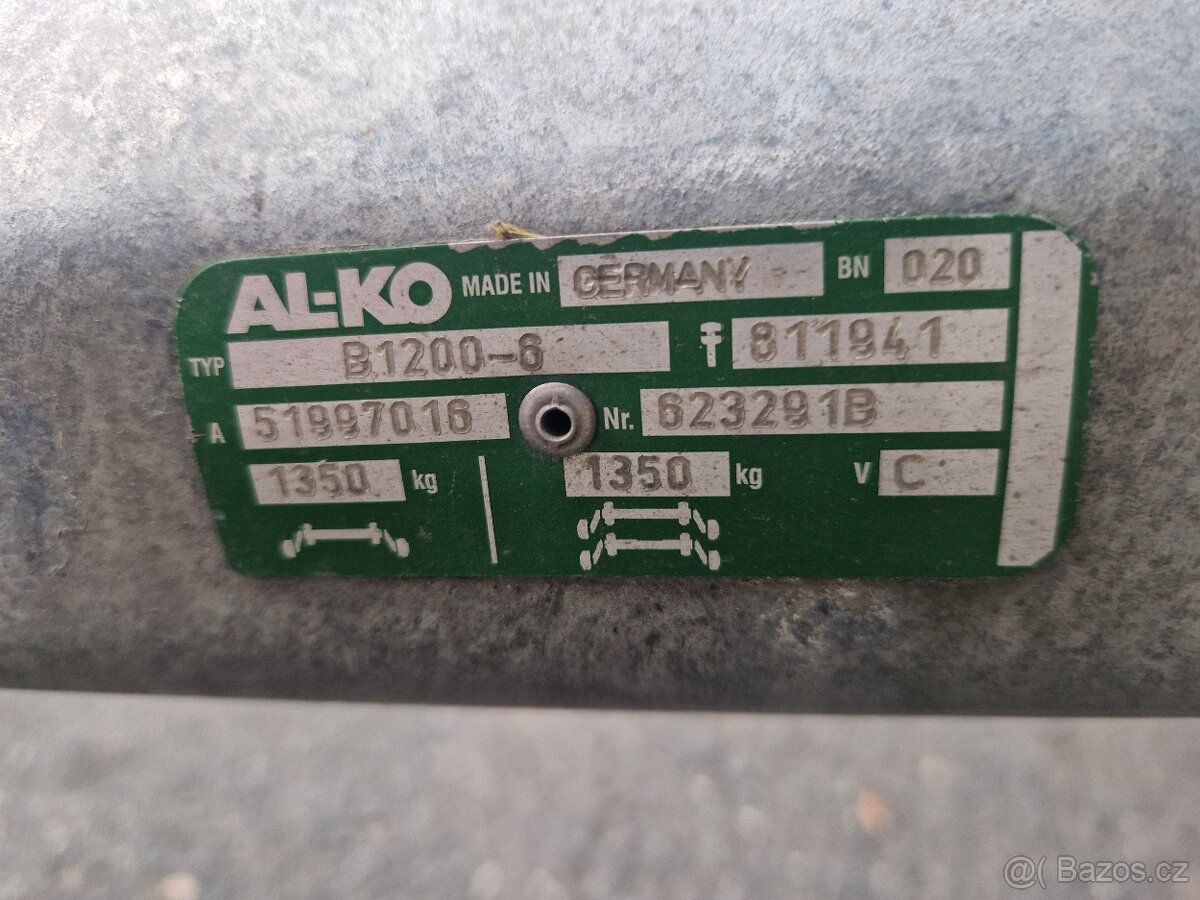 AL-KO MADE IN GERMANY BN 020
TYP B1200-6 811941
A 51997016 Nr. 623291B
1350 kg 1350 kg V C
@( Bazos.cz